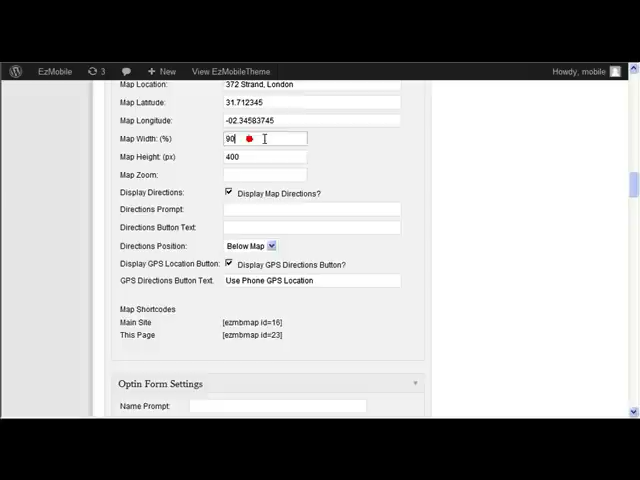 EzMobile 3 + New View EzMobileTheme Howdy, mobile
Map Location: 372 Strand, London
Map Latitude: 31.712345
Map Longitude: -02.34583745
Map Width: (%) 90
Map Height: (px) 400
Map Zoom:
Display Directions: Display Map Directions?
Directions Prompt:
Directions Button Text:
Directions Position: Below Map
Display GPS Location Button: Display GPS Directions Button?
GPS Directions Button Text: Use Phone GPS Location
Map Shortcodes
Main Site [ezmbmap id=16]
This Page [ezmbmap id=23]
Optin Form Settings
Name Prompt: